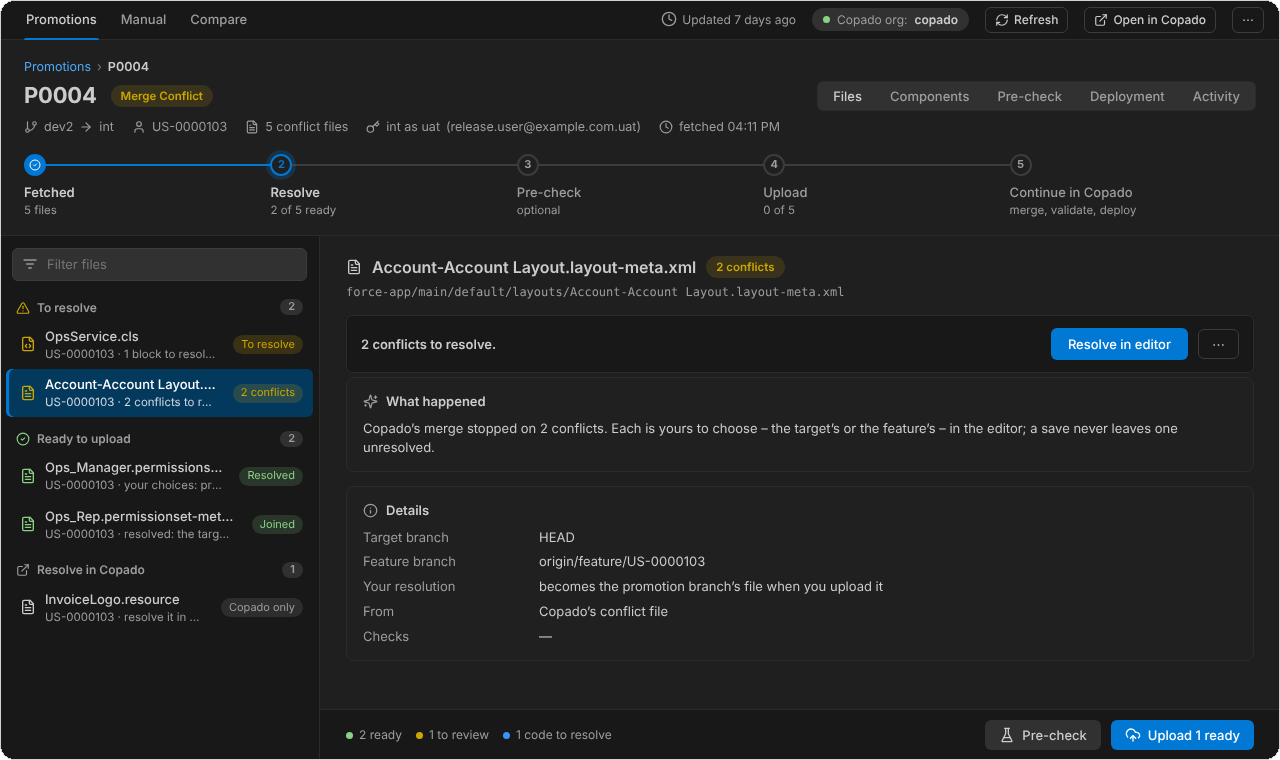 Promotions Manual Compare Updated 7 days ago Copado org: copado Refresh Open in Copado ...
Promotions › P0004
P0004 Merge Conflict Files Components Pre-check Deployment Activity
dev2 → int US-0000103 5 conflict files int as uat (release.user@example.com.uat) fetched 04:11 PM
2 3 4 5
Fetched Resolve Pre-check Upload Continue in Copado
5 files 2 of 5 ready optional 0 of 5 merge, validate, deploy
Filter files
To resolve 2
OpsService.cls
US-0000103 · 1 block to resol...
To resolve
Account-Account Layout....
US-0000103 · 2 conflicts to r...
2 conflicts
Ready to upload 2
Ops_Manager.permissions...
US-0000103 · your choices: pr...
Resolved
Ops_Rep.permissionset-met...
US-0000103 · resolved: the targ...
Joined
Resolve in Copado 1
InvoiceLogo.resource
US-0000103 · resolve it in ...
Copado only
Account-Account Layout.layout-meta.xml 2 conflicts
force-app/main/default/layouts/Account-Account Layout.layout-meta.xml
2 conflicts to resolve. Resolve in editor ...
What happened
Copado’s merge stopped on 2 conflicts. Each is yours to choose – the target’s or the feature’s – in the editor; a save never leaves one
unresolved.
Details
Target branch HEAD
Feature branch origin/feature/US-0000103
Your resolution becomes the promotion branch’s file when you upload it
From Copado’s conflict file
Checks —
2 ready 1 to review 1 code to resolve Pre-check Upload 1 ready